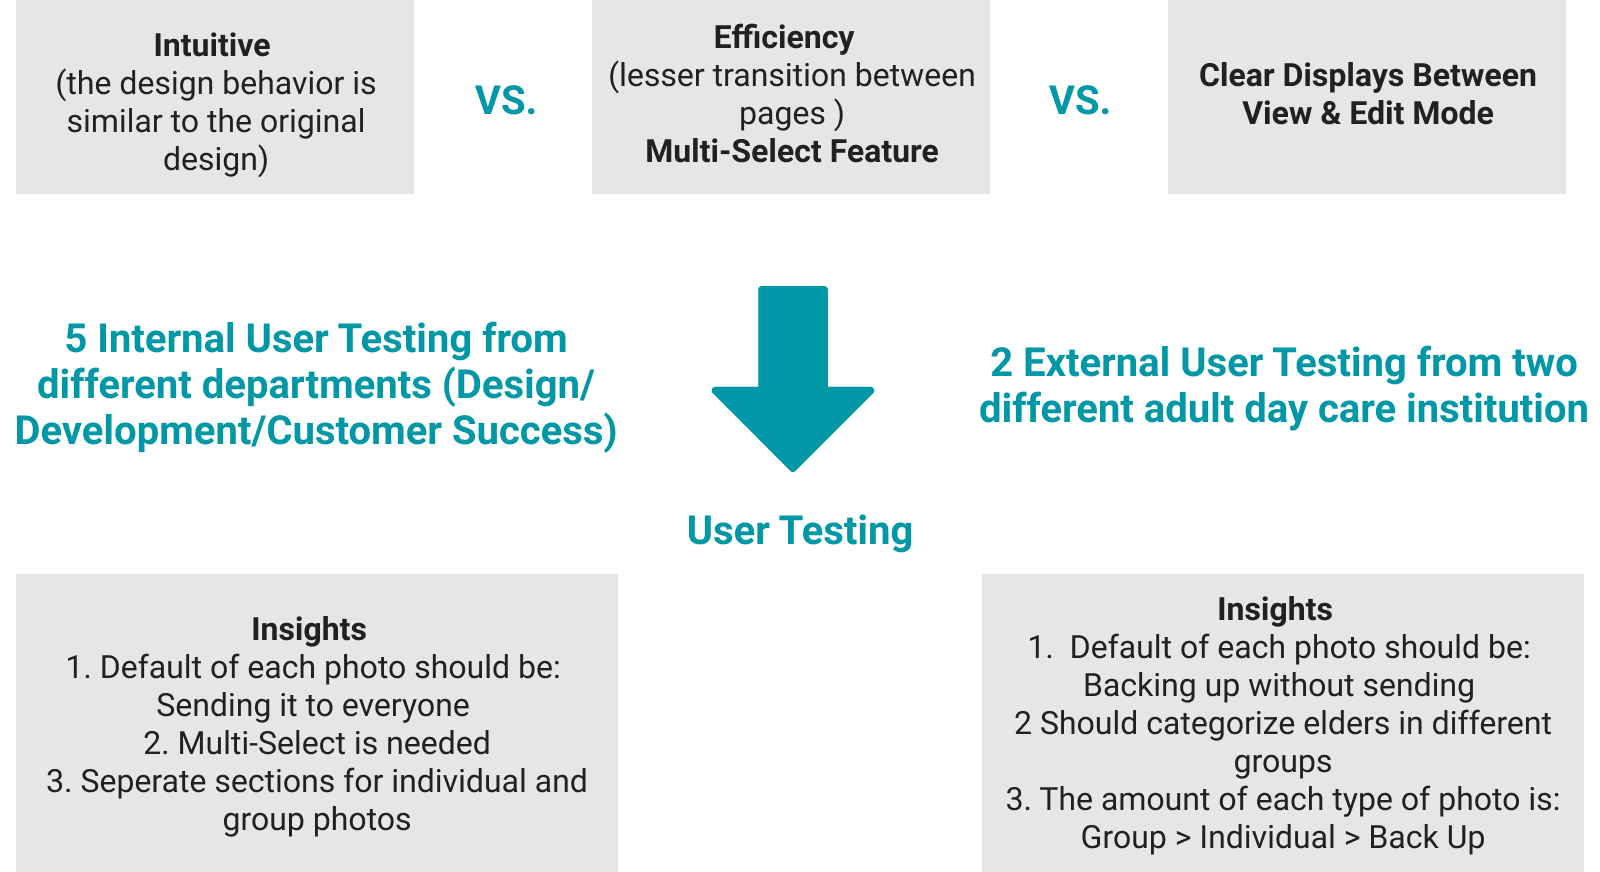 Intuitive
(the design behavior is
similar to the original
design)
VS.
Efficiency
(lesser transition between
pages )
Multi-Select Feature
VS.
Clear Displays Between
View & Edit Mode
5 Internal User Testing from
different departments (Design/
Development/Customer Success)
2 External User Testing from two
different adult day care institution
User Testing
Insights
1. Default of each photo should be:
Sending it to everyone
2. Multi-Select is needed
3. Seperate sections for individual and
group photos
Insights
1.  Default of each photo should be:
Backing up without sending
2 Should categorize elders in different
groups
3. The amount of each type of photo is:
Group > Individual > Back Up